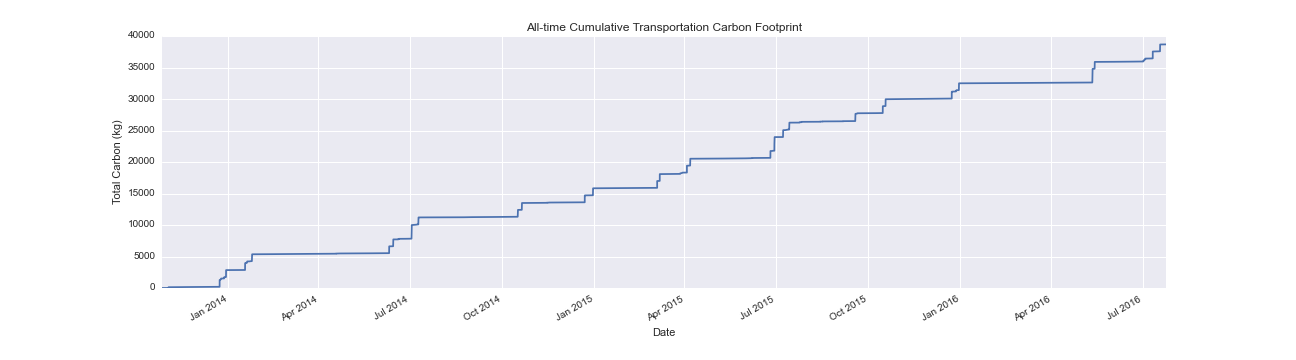 All-time Cumulative Transportation Carbon Footprint
40000
35000
30000
25000
20000
15000
10000
5000
0
Total Carbon (kg)
Jan 2014
Apr 2014
Jul 2014
Oct 2014
Jan 2015
Apr 2015
Jul 2015
Oct 2015
Jan 2016
Apr 2016
Jul 2016
Date